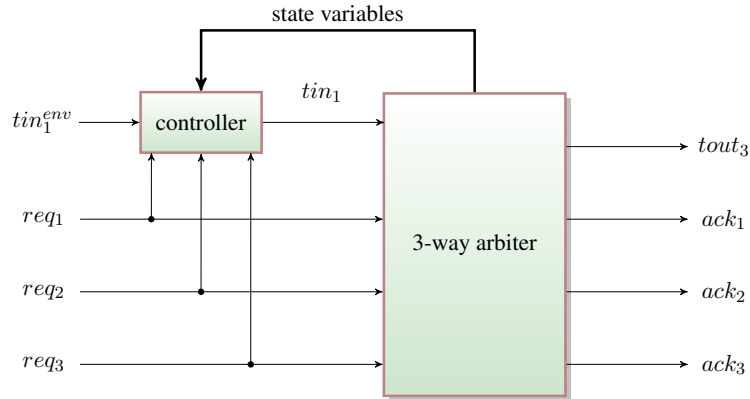 state variables
tin_1^{env}
controller
tin_1
tout_3
req_1
ack_1
3-way arbiter
req_2
ack_2
req_3
ack_3